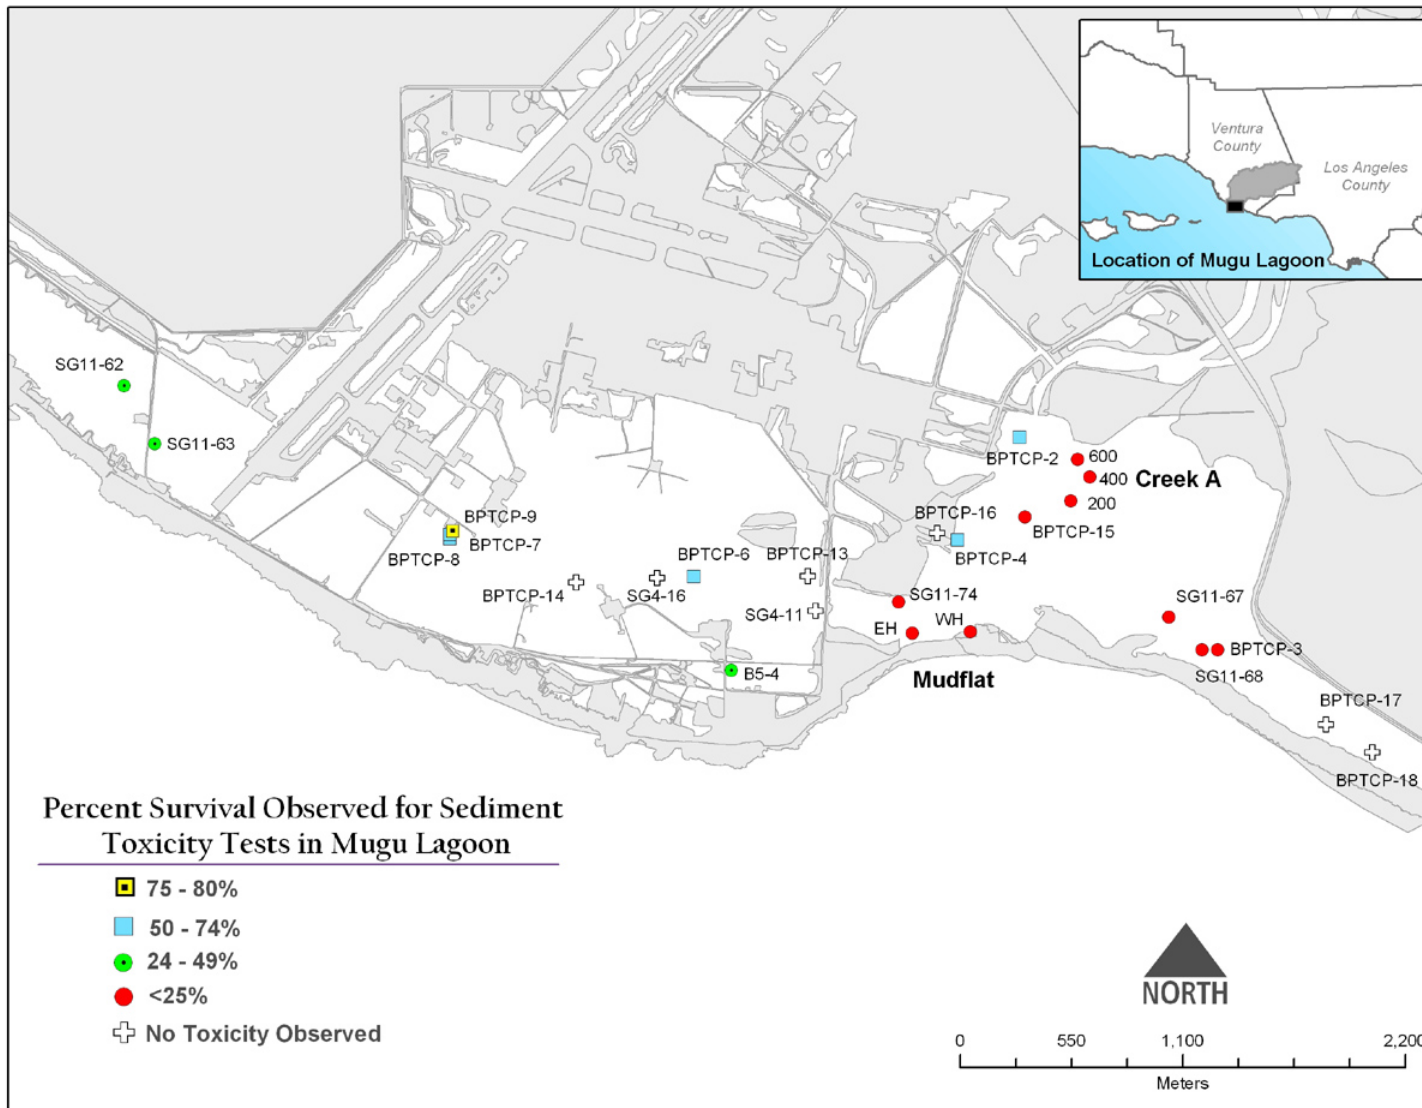 Ventura
County
Los Angeles
County
Location of Mugu Lagoon
SG11-62
SG11-63
BPTCP-2
600
400
Creek A
200
BPTCP-16
BPTCP-15
BPTCP-9
BPTCP-7
BPTCP-8
BPTCP-4
BPTCP-6
BPTCP-13
BPTCP-14
SG4-16
SG4-11
SG11-74
SG11-67
EH
WH
BPTCP-3
SG11-68
B5-4
Mudflat
BPTCP-17
BPTCP-18
Percent Survival Observed for Sediment
Toxicity Tests in Mugu Lagoon
75 - 80%
50 - 74%
24 - 49%
<25%
No Toxicity Observed
NORTH
0 550 1,100 2,200
Meters